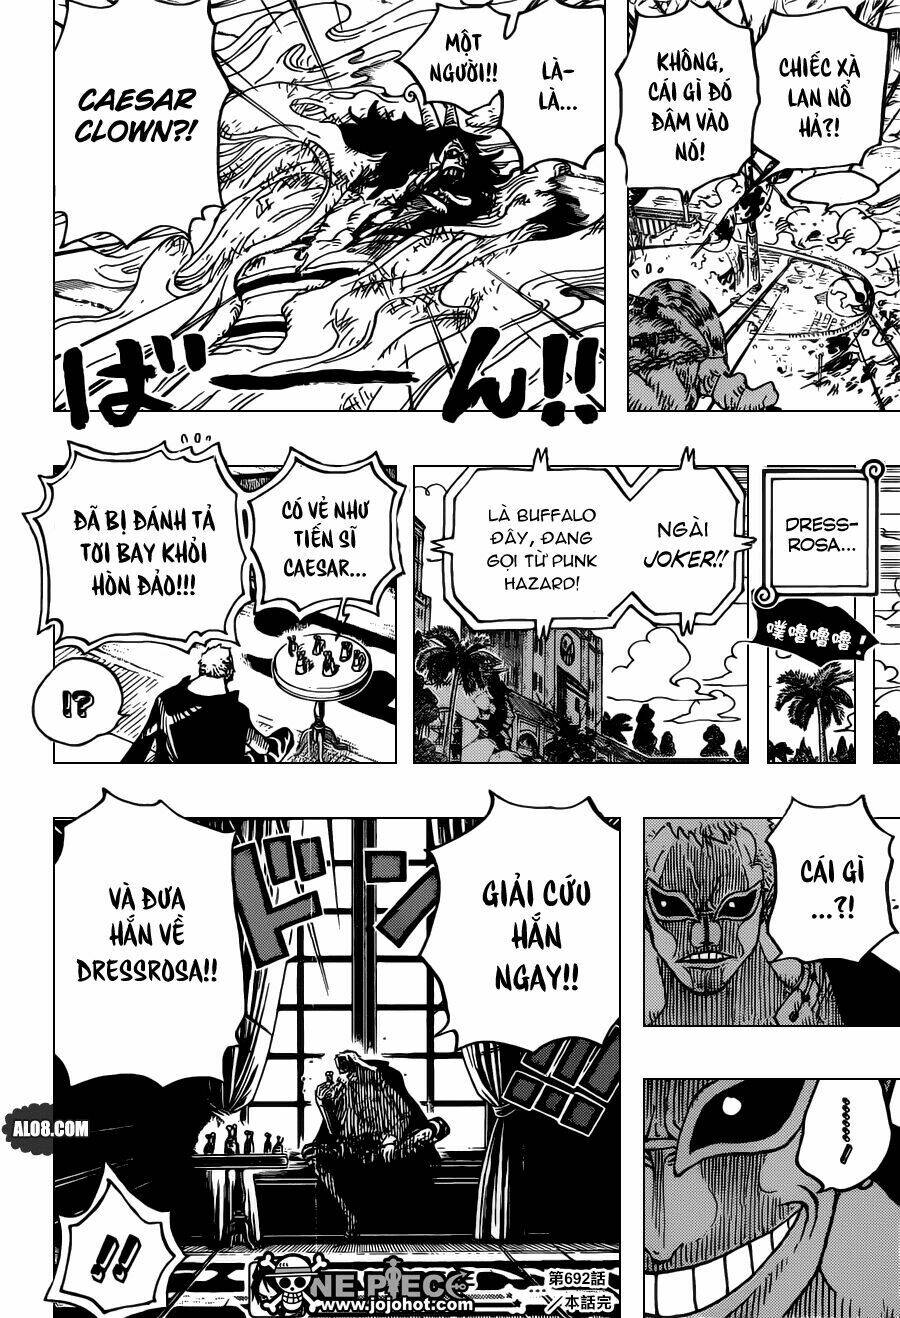 CHIẾC XÀ
LAN NỔ
HẢ?!
KHÔNG,
CÁI GÌ ĐÓ
ĐÂM VÀO
NÓ!
LÀ-
LÀ...
MỘT
NGƯỜI!!
CAESAR
CLOWN?!
ばーん!!
DRESS-
ROSA...
噗嚕嚕嚕!
NGÀI
JOKER!!
LÀ BUFFALO
ĐÂY, ĐANG
GỌI TỪ PUNK
HAZARD!
CÓ VẺ NHƯ
TIẾN SĨ
CAESAR...
ĐÃ BỊ ĐÁNH TẢ
TƠI BAY KHỎI
HÒN ĐẢO!!!
!?
CÁI GÌ
...?!
GIẢI CỨU
HẮN
NGAY!!
VÀ ĐƯA
HẮN VỀ
DRESSROSA!!
ドン!!
!!
AL08.COM
ONE PIECE
www.jojohot.com
第692話
本話完